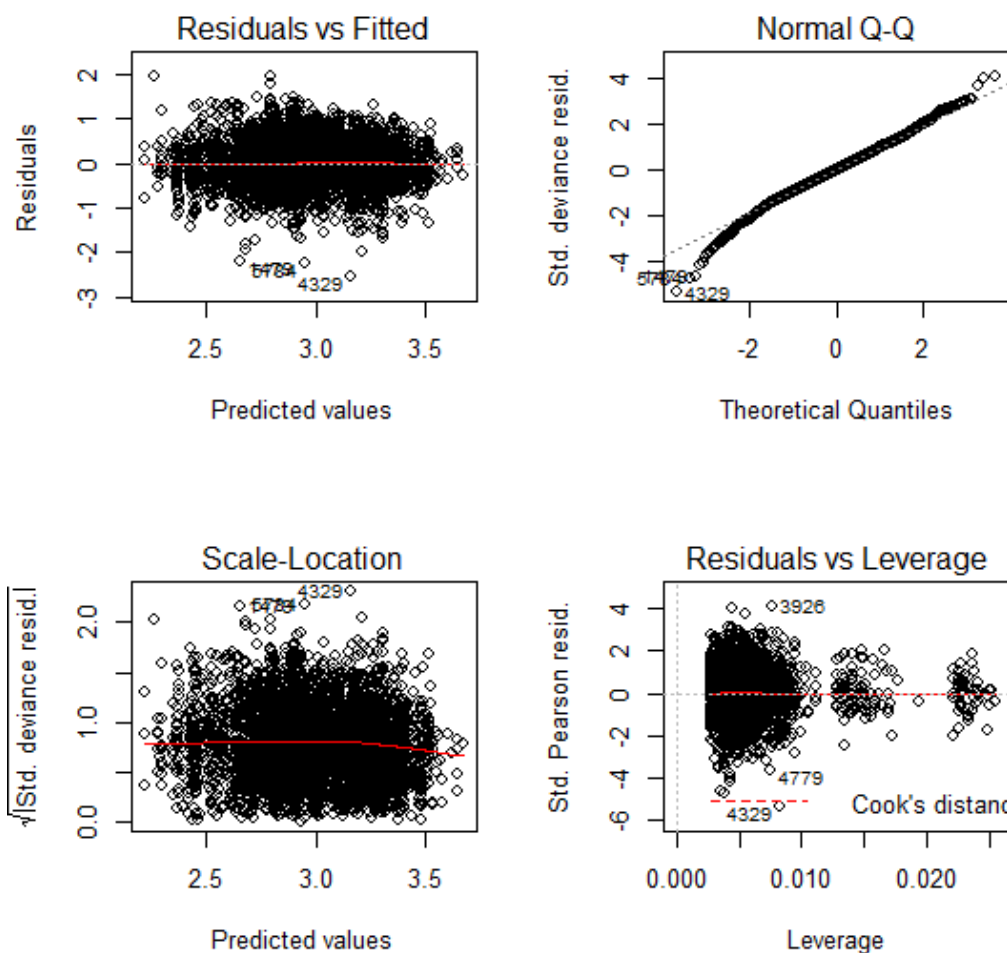 Residuals vs Fitted
Residuals
2
1
0
-1
-2
-3
1479
4329
2.5 3.0 3.5
Predicted values
Normal Q-Q
Std. deviance resid.
4
2
0
-2
-4
4329
-2 0 2
Theoretical Quantiles
Scale-Location
√|Std. deviance resid.|
2.0
1.0
0.0
4329
2.5 3.0 3.5
Predicted values
Residuals vs Leverage
Std. Pearson resid.
4
2
0
-2
-4
-6
3926
4779
4329
Cook's distanc
0.000 0.010 0.020
Leverage